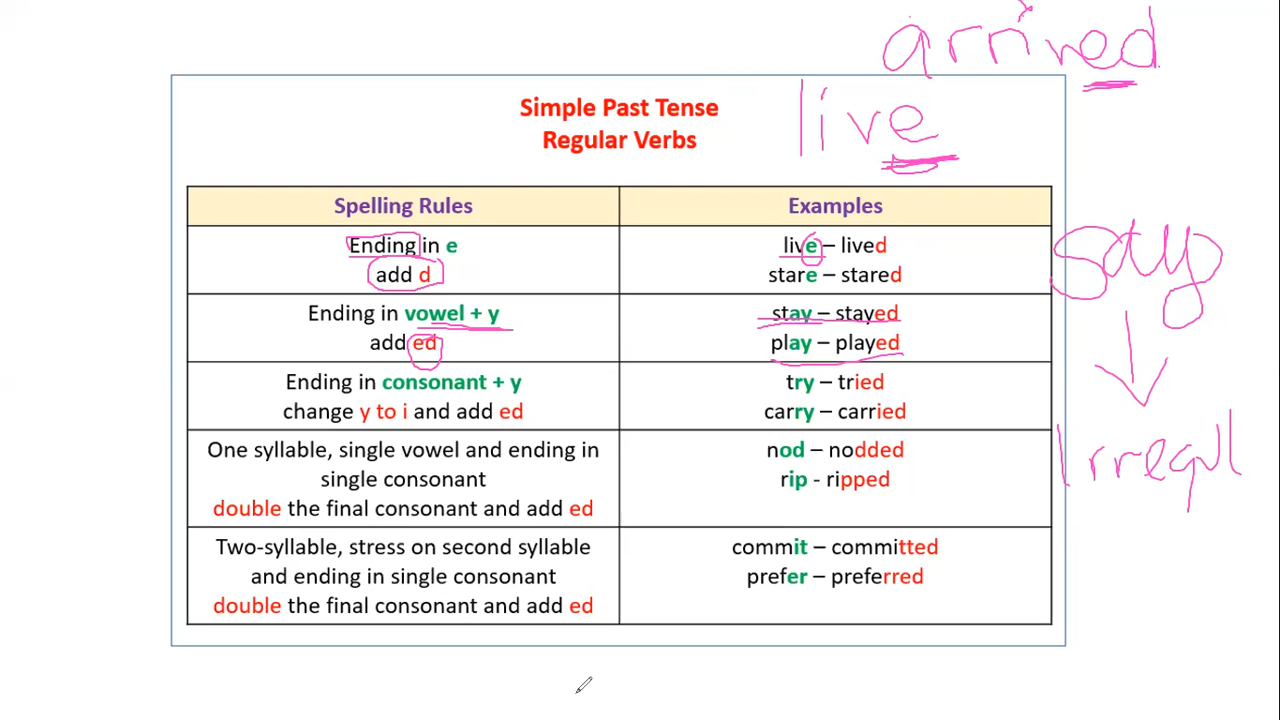 arrived
live
Simple Past Tense
Regular Verbs
Spelling Rules
Examples
Ending in e
add d
live – lived
stare – stared
Ending in vowel + y
add ed
stay – stayed
play – played
Ending in consonant + y
change y to i and add ed
try – tried
carry – carried
One syllable, single vowel and ending in
single consonant
double the final consonant and add ed
nod – nodded
rip - ripped
Two-syllable, stress on second syllable
and ending in single consonant
double the final consonant and add ed
commit – committed
prefer – preferred
say
Irregul